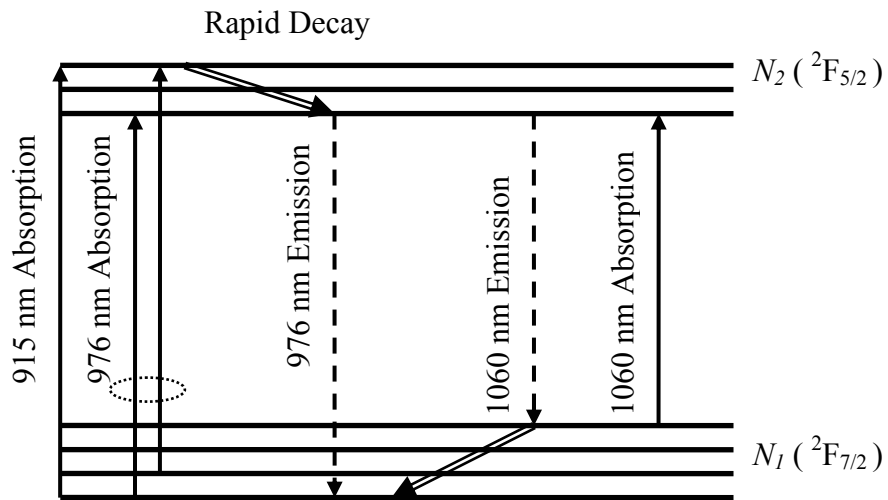 Rapid Decay
N₂ ( ²F₅/₂)
915 nm Absorption
976 nm Absorption
976 nm Emission
1060 nm Emission
1060 nm Absorption
N₁ ( ²F₇/₂)